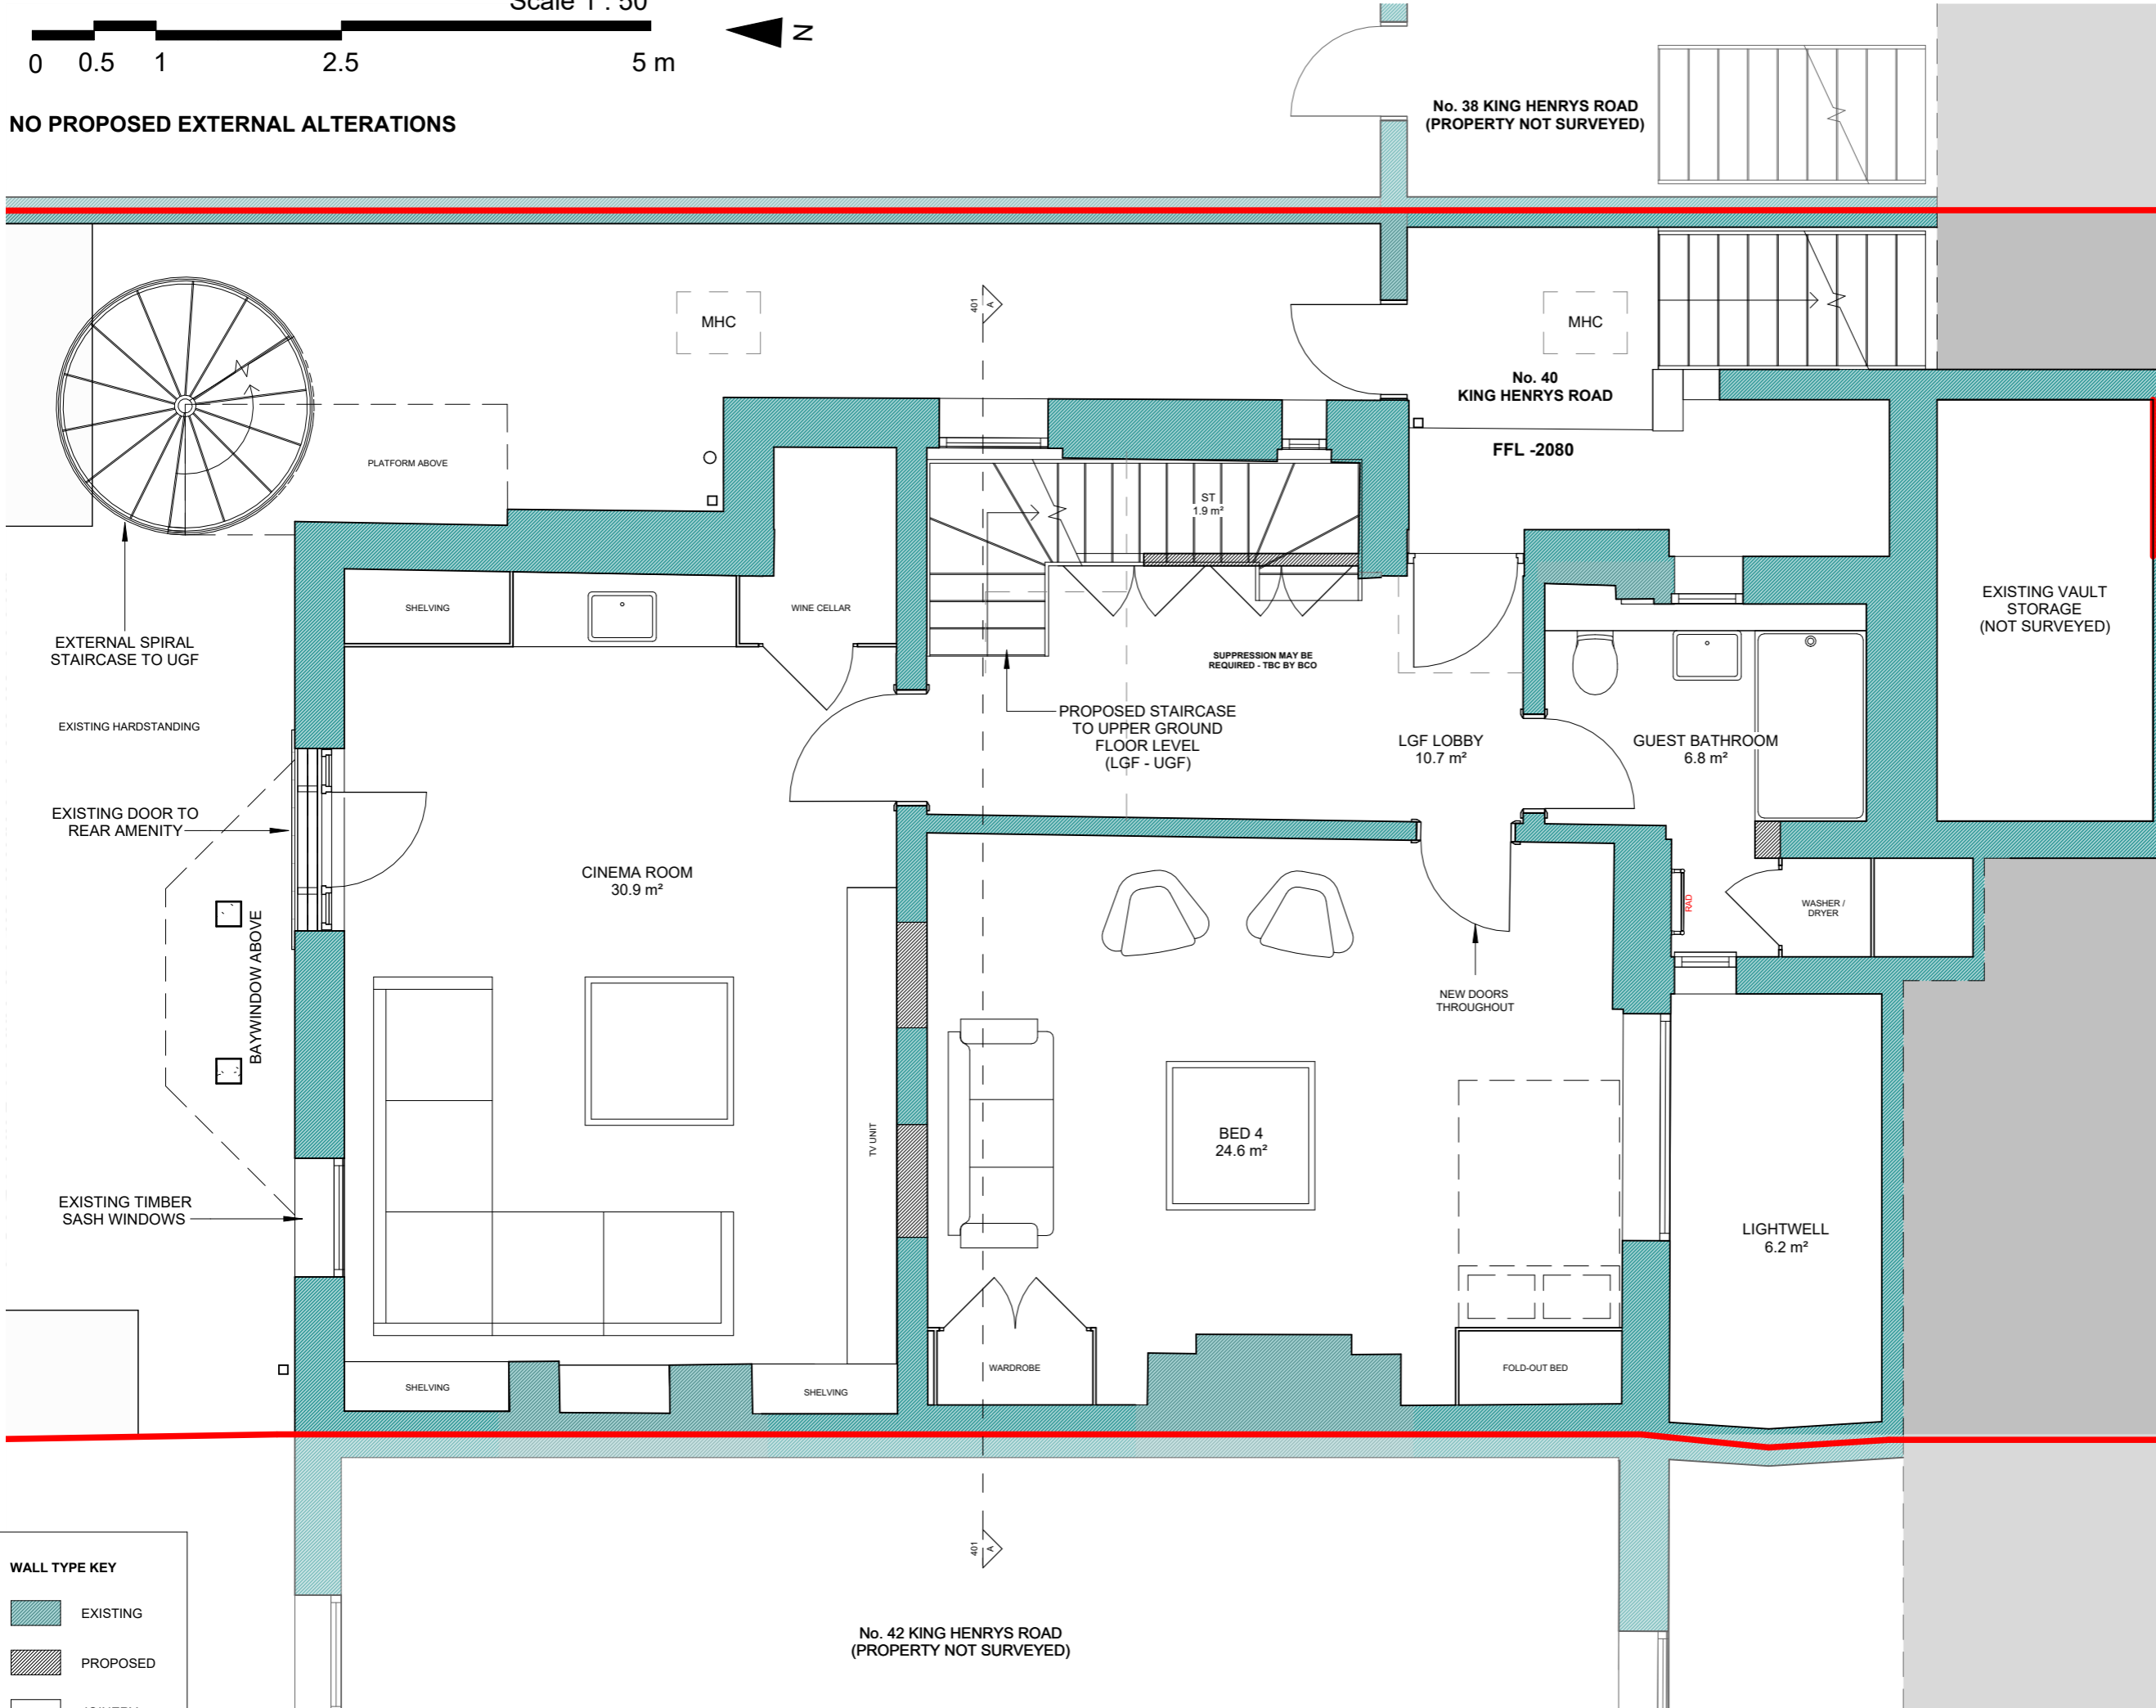 Scale 1 : 50
0 0.5 1 2.5 5 m
N
NO PROPOSED EXTERNAL ALTERATIONS
No. 38 KING HENRYS ROAD
(PROPERTY NOT SURVEYED)
MHC
401
A
MHC
No. 40
KING HENRYS ROAD
FFL -2080
PLATFORM ABOVE
ST
1.9 m²
EXTERNAL SPIRAL
STAIRCASE TO UGF
SHELVING
WINE CELLAR
EXISTING VAULT
STORAGE
(NOT SURVEYED)
SUPPRESSION MAY BE
REQUIRED - TBC BY BCO
EXISTING HARDSTANDING
PROPOSED STAIRCASE
TO UPPER GROUND
FLOOR LEVEL
(LGF - UGF)
LGF LOBBY
10.7 m²
GUEST BATHROOM
6.8 m²
EXISTING DOOR TO
REAR AMENITY
CINEMA ROOM
30.9 m²
RAD
WASHER /
DRYER
BAYWINDOW ABOVE
NEW DOORS
THROUGHOUT
TV UNIT
BED 4
24.6 m²
EXISTING TIMBER
SASH WINDOWS
LIGHTWELL
6.2 m²
SHELVING
SHELVING
WARDROBE
FOLD-OUT BED
401
A
WALL TYPE KEY
EXISTING
PROPOSED
No. 42 KING HENRYS ROAD
(PROPERTY NOT SURVEYED)